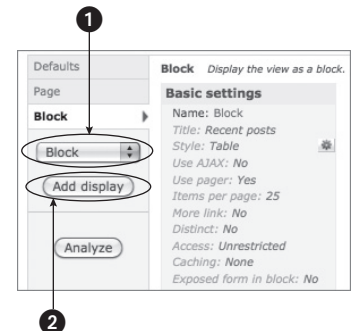 1
Defaults
Page
Block
Block
Add display
Analyze
Block Display the view as a block.
Basic settings
Name: Block
Title: Recent posts
Style: Table
Use AJAX: No
Use pager: Yes
Items per page: 25
More link: No
Distinct: No
Access: Unrestricted
Caching: None
Exposed form in block: No
2